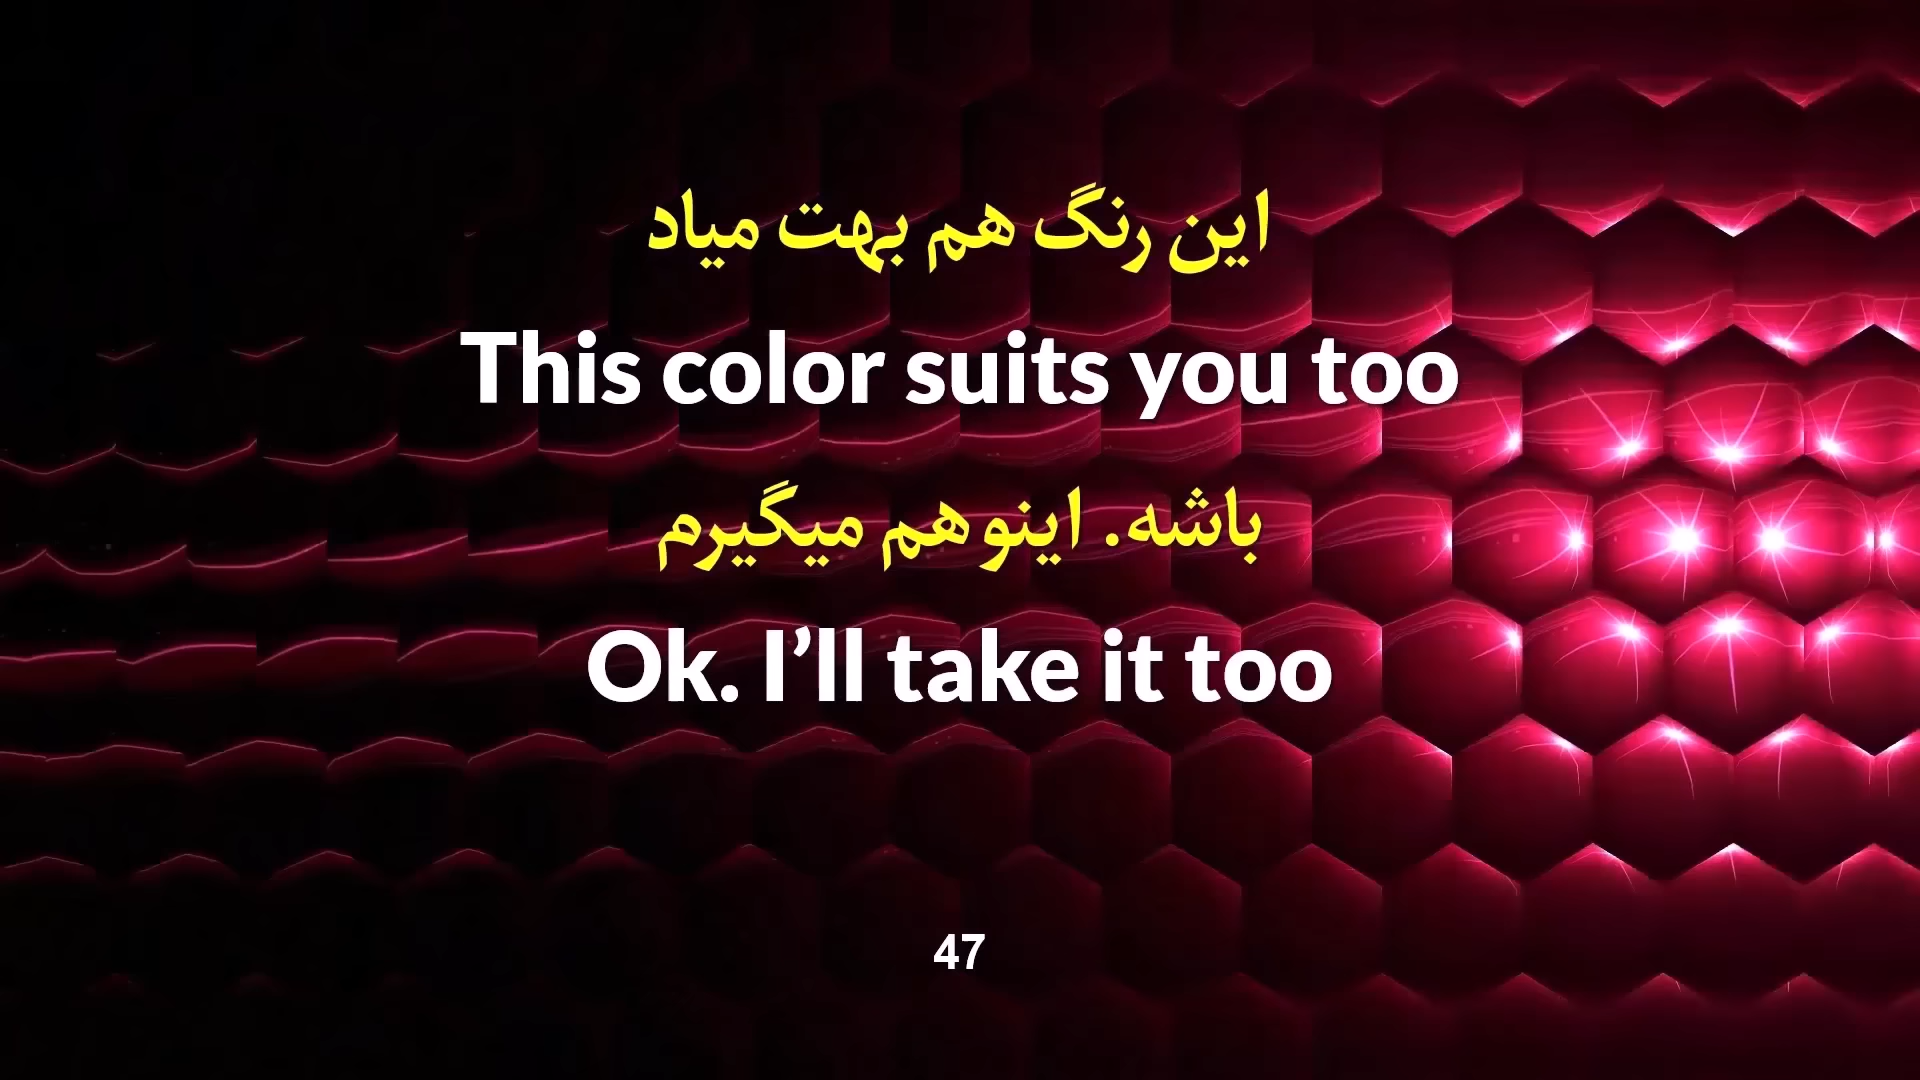 این رنگ هم بهت میاد
This color suits you too
باشه. اینو هم میگیرم
Ok. I’ll take it too
47